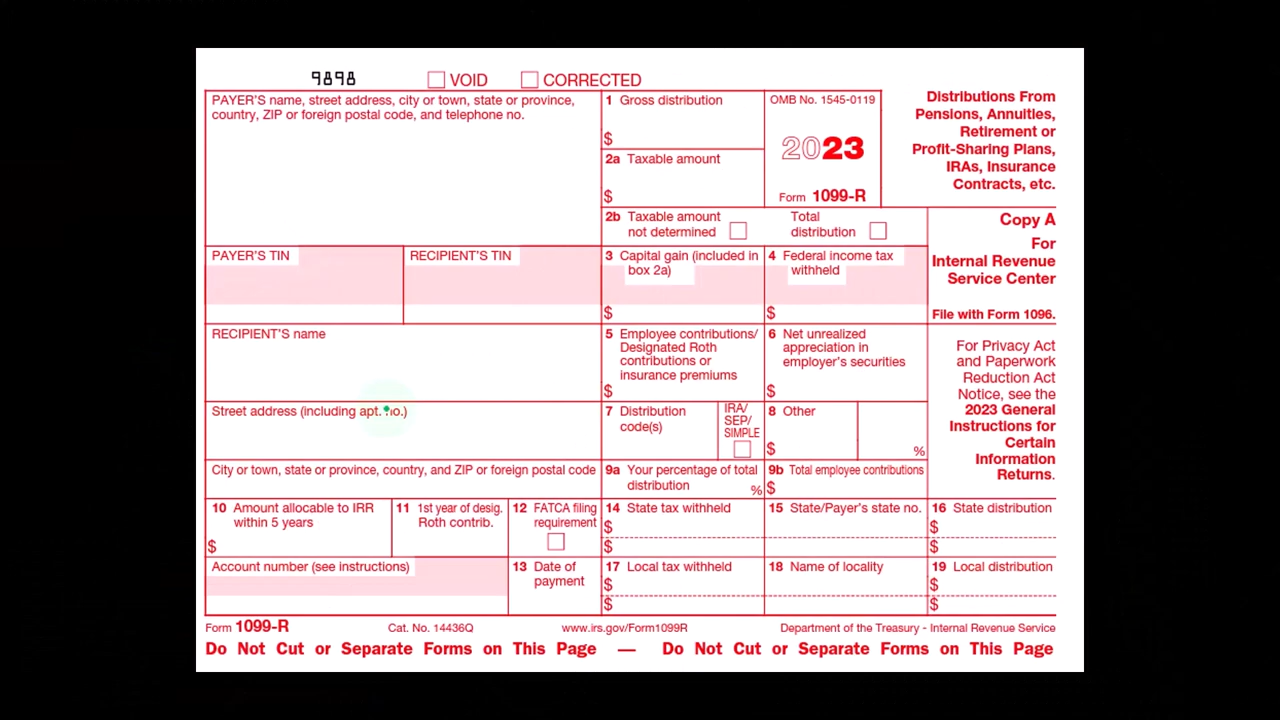 9898 VOID CORRECTED
PAYER'S name, street address, city or town, state or province,
country, ZIP or foreign postal code, and telephone no.
1 Gross distribution
$
2a Taxable amount
$
OMB No. 1545-0119
2023
Form 1099-R
Distributions From
Pensions, Annuities,
Retirement or
Profit-Sharing Plans,
IRAs, Insurance
Contracts, etc.
2b Taxable amount
not determined
Total
distribution
Copy A
For
Internal Revenue
Service Center
File with Form 1096.
PAYER'S TIN
RECIPIENT'S TIN
3 Capital gain (included in
box 2a)
$
4 Federal income tax
withheld
$
RECIPIENT'S name
5 Employee contributions/
Designated Roth
contributions or
insurance premiums
$
6 Net unrealized
appreciation in
employer's securities
$
For Privacy Act
and Paperwork
Reduction Act
Notice, see the
2023 General
Instructions for
Certain
Information
Returns.
Street address (including apt. no.)
7 Distribution
code(s)
IRA/
SEP/
SIMPLE
8 Other
$
%
City or town, state or province, country, and ZIP or foreign postal code
9a Your percentage of total
distribution
%
9b Total employee contributions
$
10 Amount allocable to IRR
within 5 years
$
11 1st year of desig.
Roth contrib.
12 FATCA filing
requirement
14 State tax withheld
$
$
15 State/Payer's state no.
16 State distribution
$
$
Account number (see instructions)
13 Date of
payment
17 Local tax withheld
$
$
18 Name of locality
19 Local distribution
$
$
Form 1099-R
Cat. No. 14436Q
www.irs.gov/Form1099R
Department of the Treasury - Internal Revenue Service
Do Not Cut or Separate Forms on This Page — Do Not Cut or Separate Forms on This Page